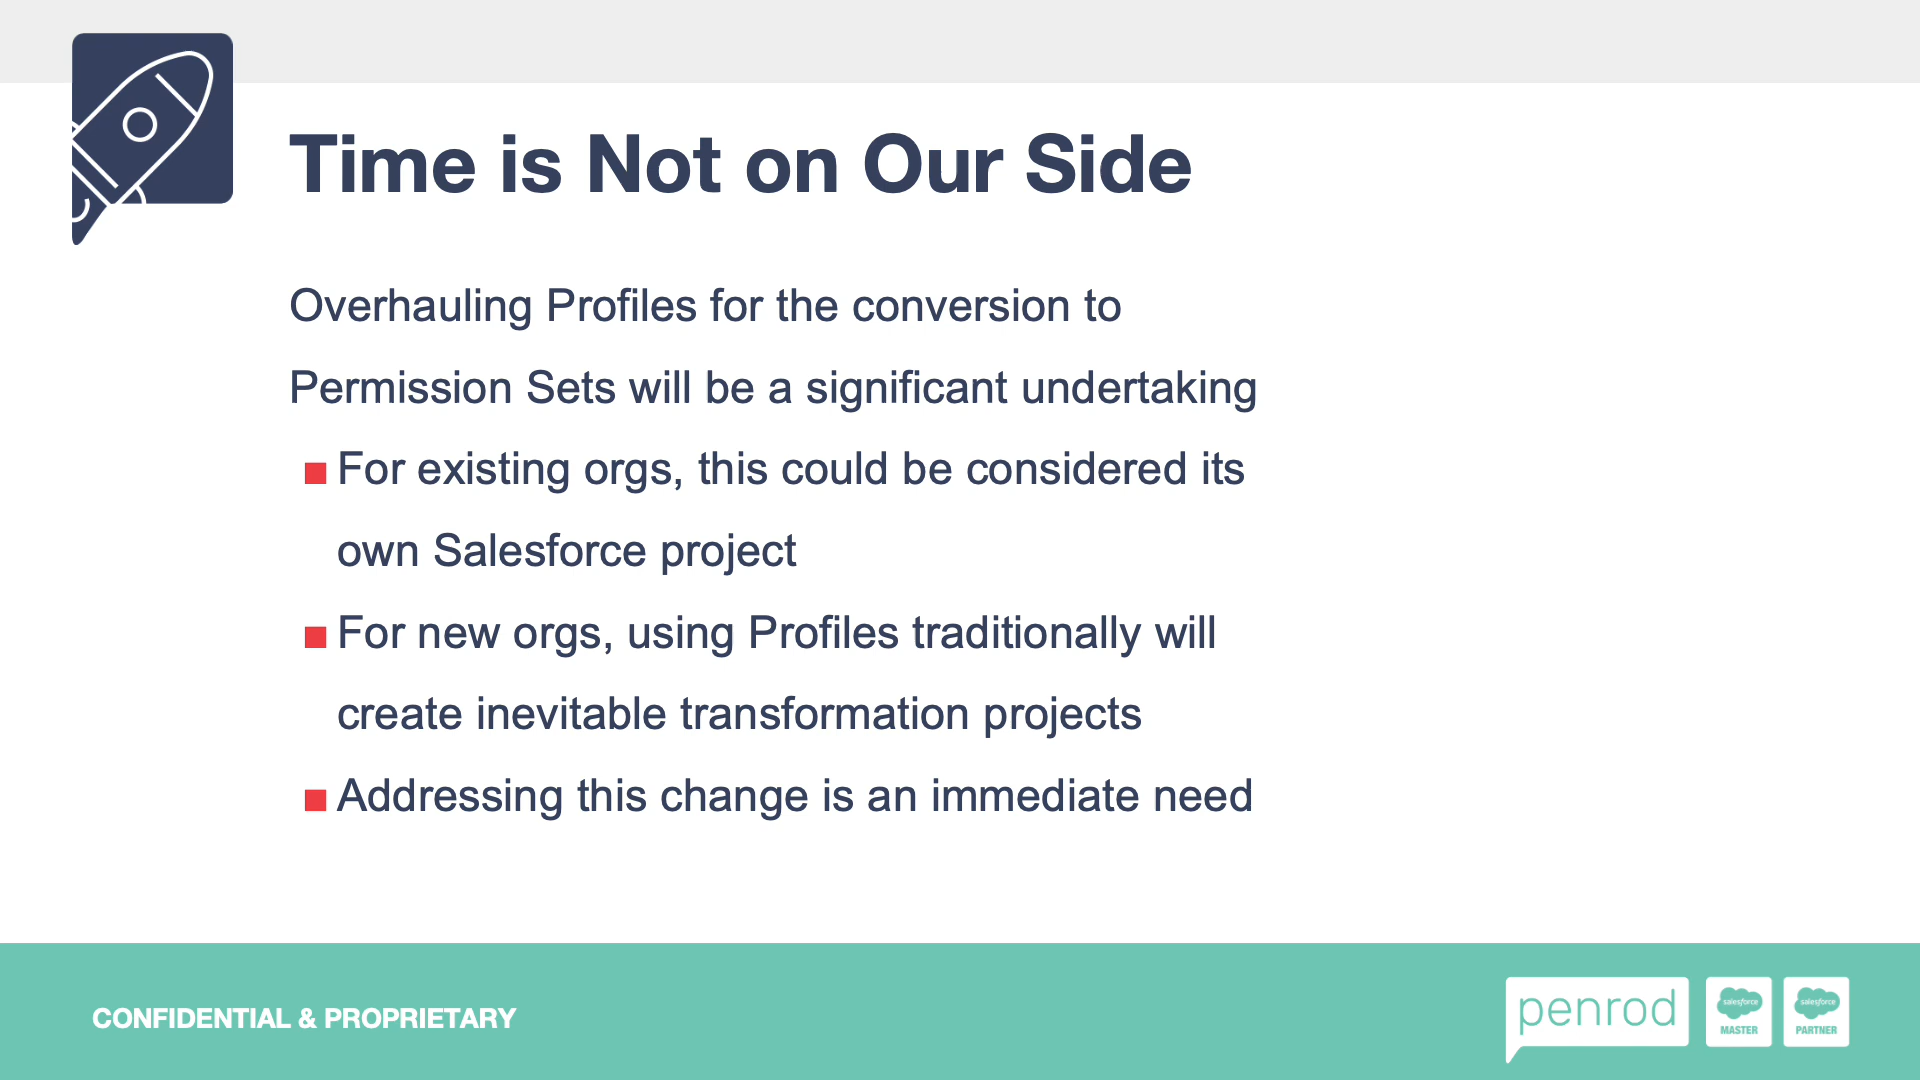 Time is Not on Our Side
Overhauling Profiles for the conversion to
Permission Sets will be a significant undertaking
For existing orgs, this could be considered its
own Salesforce project
For new orgs, using Profiles traditionally will
create inevitable transformation projects
Addressing this change is an immediate need
CONFIDENTIAL & PROPRIETARY
penrod
salesforce
MASTER
salesforce
PARTNER